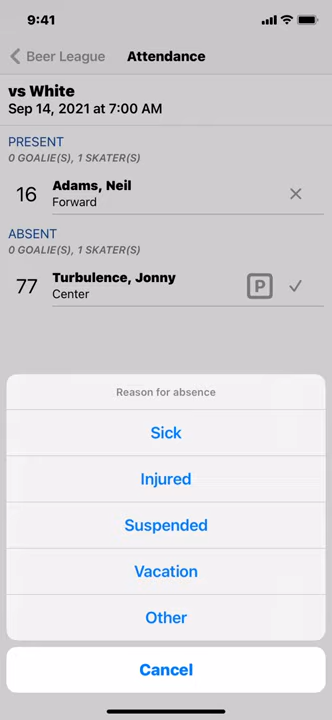 9:41
Beer League
Attendance
vs White
Sep 14, 2021 at 7:00 AM
PRESENT
0 GOALIE(S), 1 SKATER(S)
16
Adams, Neil
Forward
ABSENT
0 GOALIE(S), 1 SKATER(S)
77
Turbulence, Jonny
Center
P
Reason for absence
Sick
Injured
Suspended
Vacation
Other
Cancel